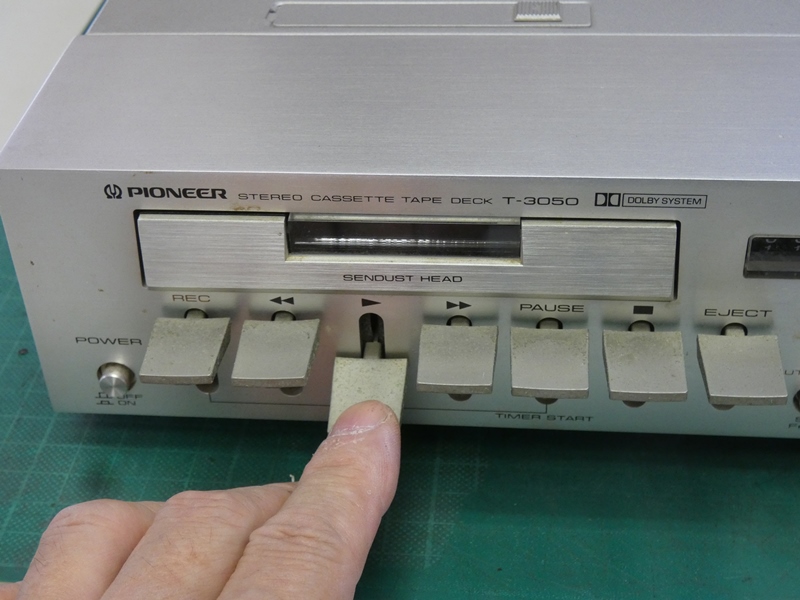 PIONEER STEREO CASSETTE TAPE DECK T-3050 DOLBY SYSTEM
SENDUST HEAD
REC PAUSE EJECT
POWER
OFF
ON
TIMER START